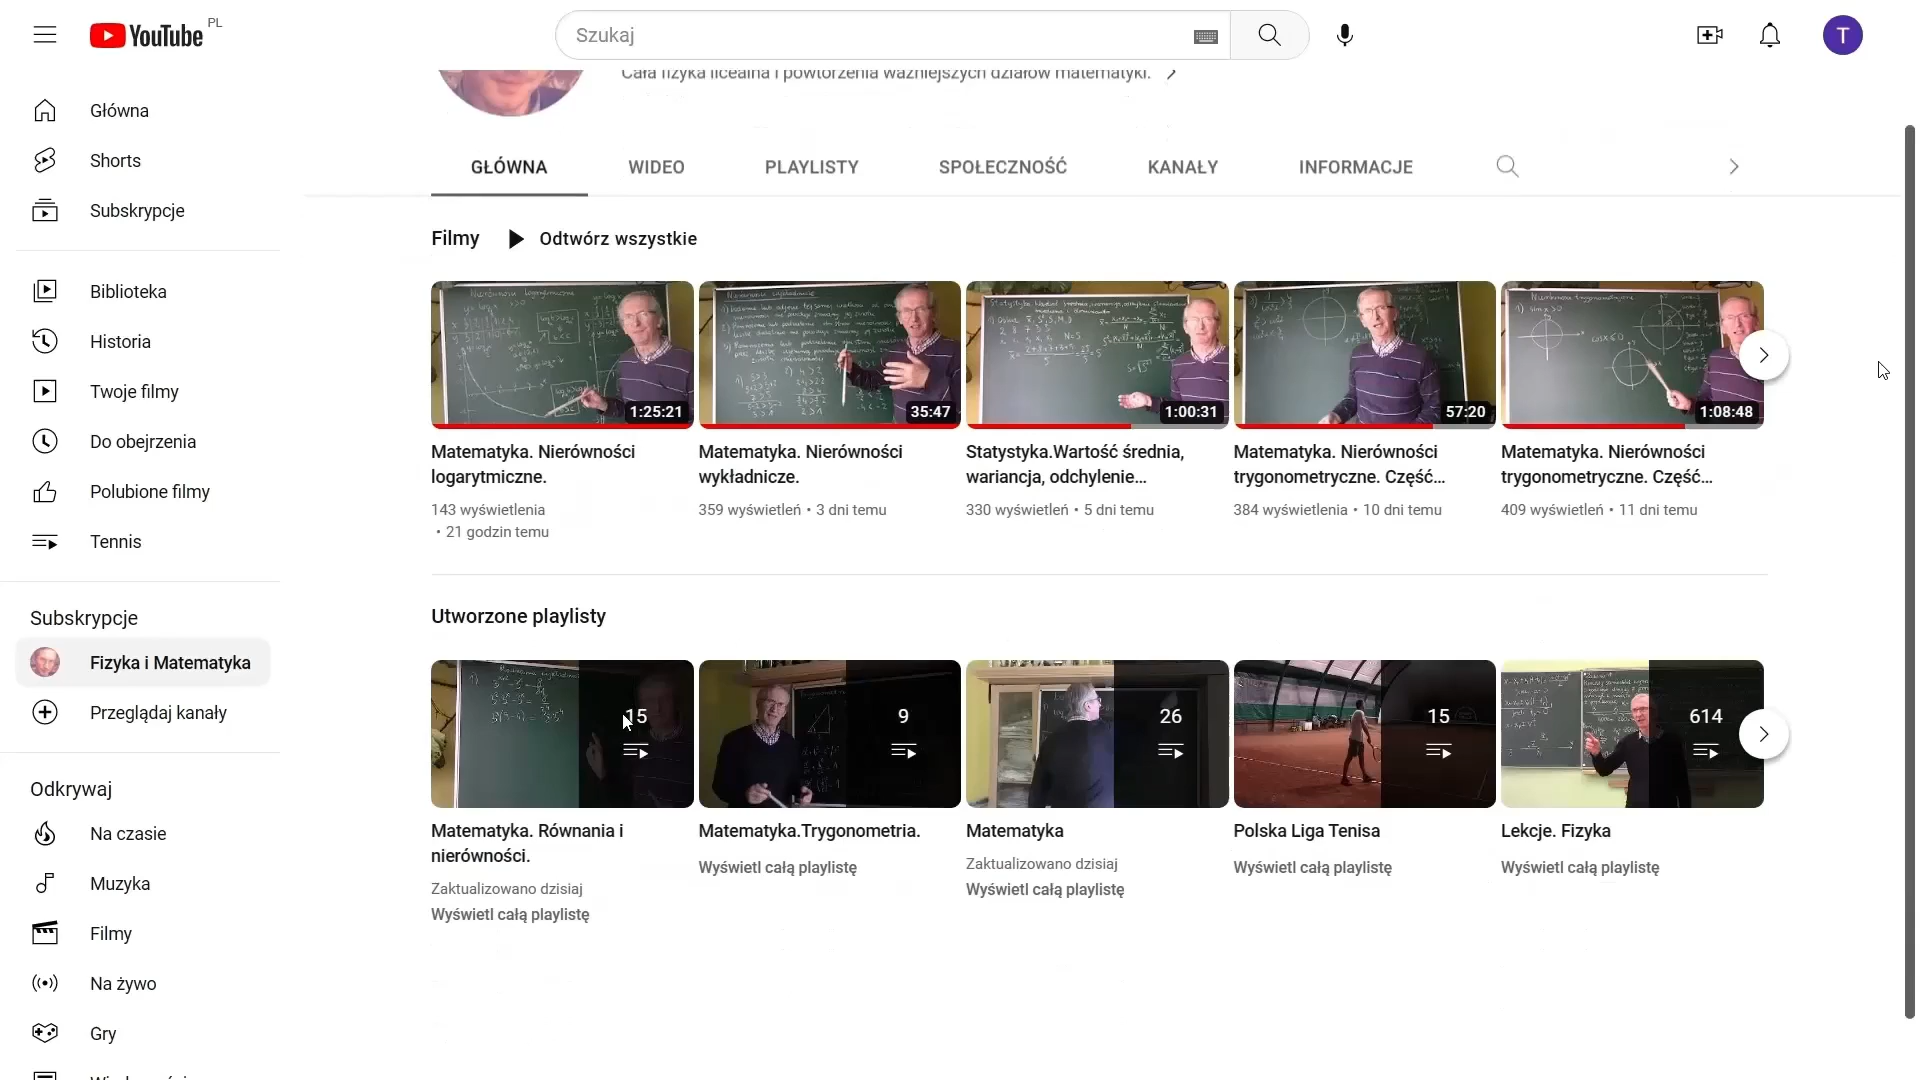 YouTube PL
Szukaj
T
Cała fizyka licealna i powtórzenia ważniejszych działów matematyki.
Główna
Shorts
Subskrypcje
Biblioteka
Historia
Twoje filmy
Do obejrzenia
Polubione filmy
Tennis
Subskrypcje
Fizyka i Matematyka
Przeglądaj kanały
Odkrywaj
Na czasie
Muzyka
Filmy
Na żywo
Gry
GŁÓWNA WIDEO PLAYLISTY SPOŁECZNOŚĆ KANAŁY INFORMACJE
Filmy Odtwórz wszystkie
1:25:21
Matematyka. Nierówności
logarytmiczne.
143 wyświetlenia
• 21 godzin temu
35:47
Matematyka. Nierówności
wykładnicze.
359 wyświetleń • 3 dni temu
1:00:31
Statystyka.Wartość średnia,
wariancja, odchylenie...
330 wyświetleń • 5 dni temu
57:20
Matematyka. Nierówności
trygonometryczne. Część...
384 wyświetlenia • 10 dni temu
1:08:48
Matematyka. Nierówności
trygonometryczne. Część...
409 wyświetleń • 11 dni temu
Utworzone playlisty
15
Matematyka. Równania i
nierówności.
Zaktualizowano dzisiaj
Wyświetl całą playlistę
9
Matematyka.Trygonometria.
Wyświetl całą playlistę
26
Matematyka
Zaktualizowano dzisiaj
Wyświetl całą playlistę
15
Polska Liga Tenisa
Wyświetl całą playlistę
614
Lekcje. Fizyka
Wyświetl całą playlistę